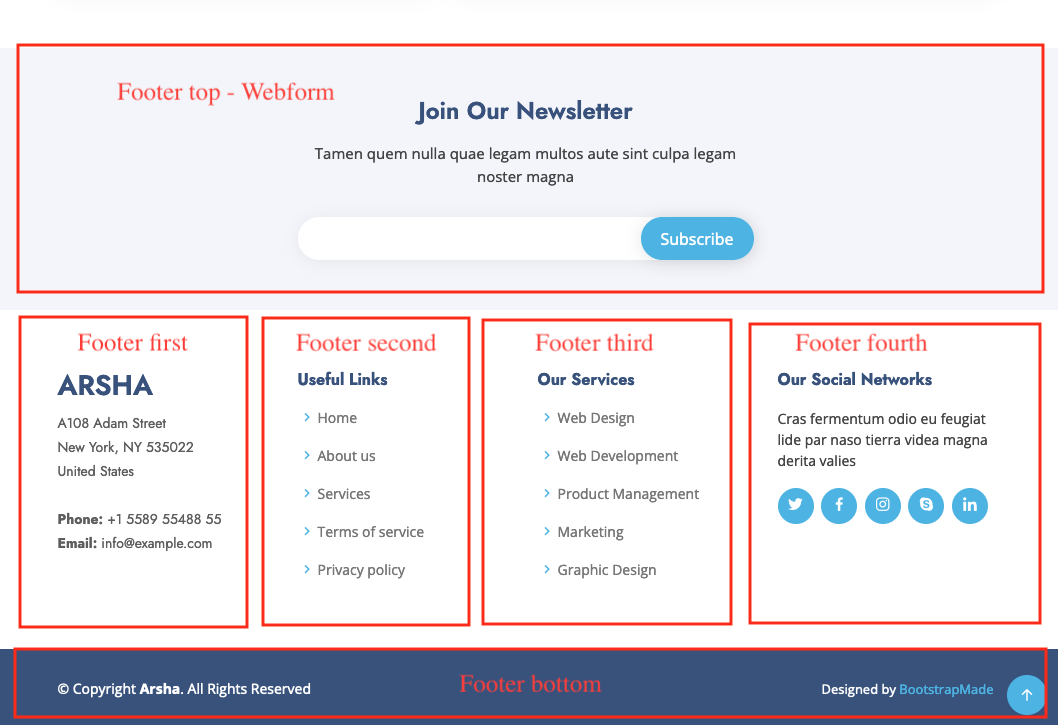 Footer top - Webform
Join Our Newsletter
Tamen quem nulla quae legam multos aute sint culpa legam
noster magna
Subscribe
Footer first
ARSHA
A108 Adam Street
New York, NY 535022
United States
Phone: +1 5589 55488 55
Email: info@example.com
Footer second
Useful Links
Home
About us
Services
Terms of service
Privacy policy
Footer third
Our Services
Web Design
Web Development
Product Management
Marketing
Graphic Design
Footer fourth
Our Social Networks
Cras fermentum odio eu feugiat
lide par naso tierra videa magna
derita valies
© Copyright Arsha. All Rights Reserved
Footer bottom
Designed by BootstrapMade